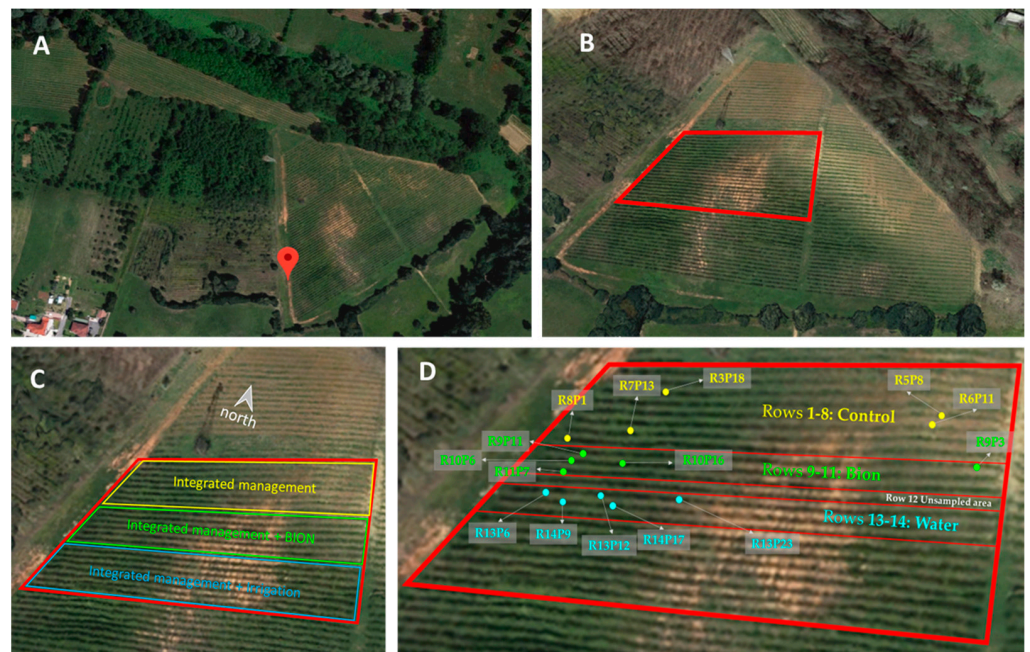 A
B
C
north
Integrated management
Integrated management + BION
Integrated management + Irrigation
D
R7P13
R3P18
R5P8
R8P1
R6P11
Rows 1-8: Control
R9P11
R9P3
R10P6
R10P16
R11P7
Rows 9-11: Bion
Row 12 Unsampled area
Rows 13-14: Water
R13P6
R14P9
R13P12
R14P17
R13P23